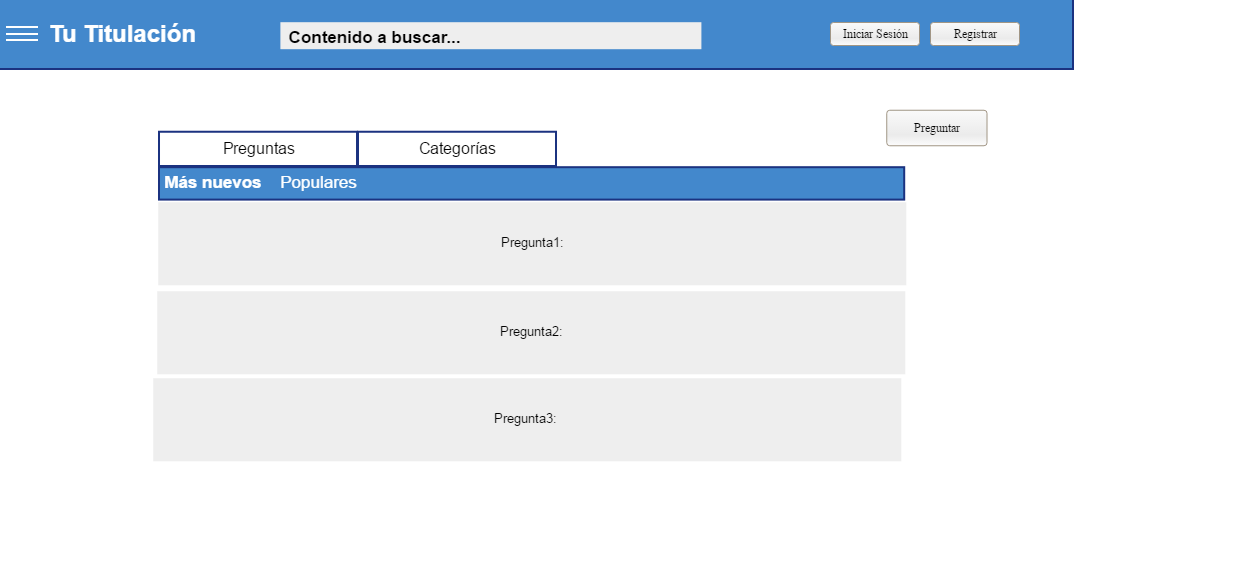 Tu Titulación
Contenido a buscar...
Iniciar Sesión
Registrar
Preguntar
Preguntas
Categorías
Más nuevos
Populares
Pregunta1:
Pregunta2:
Pregunta3: